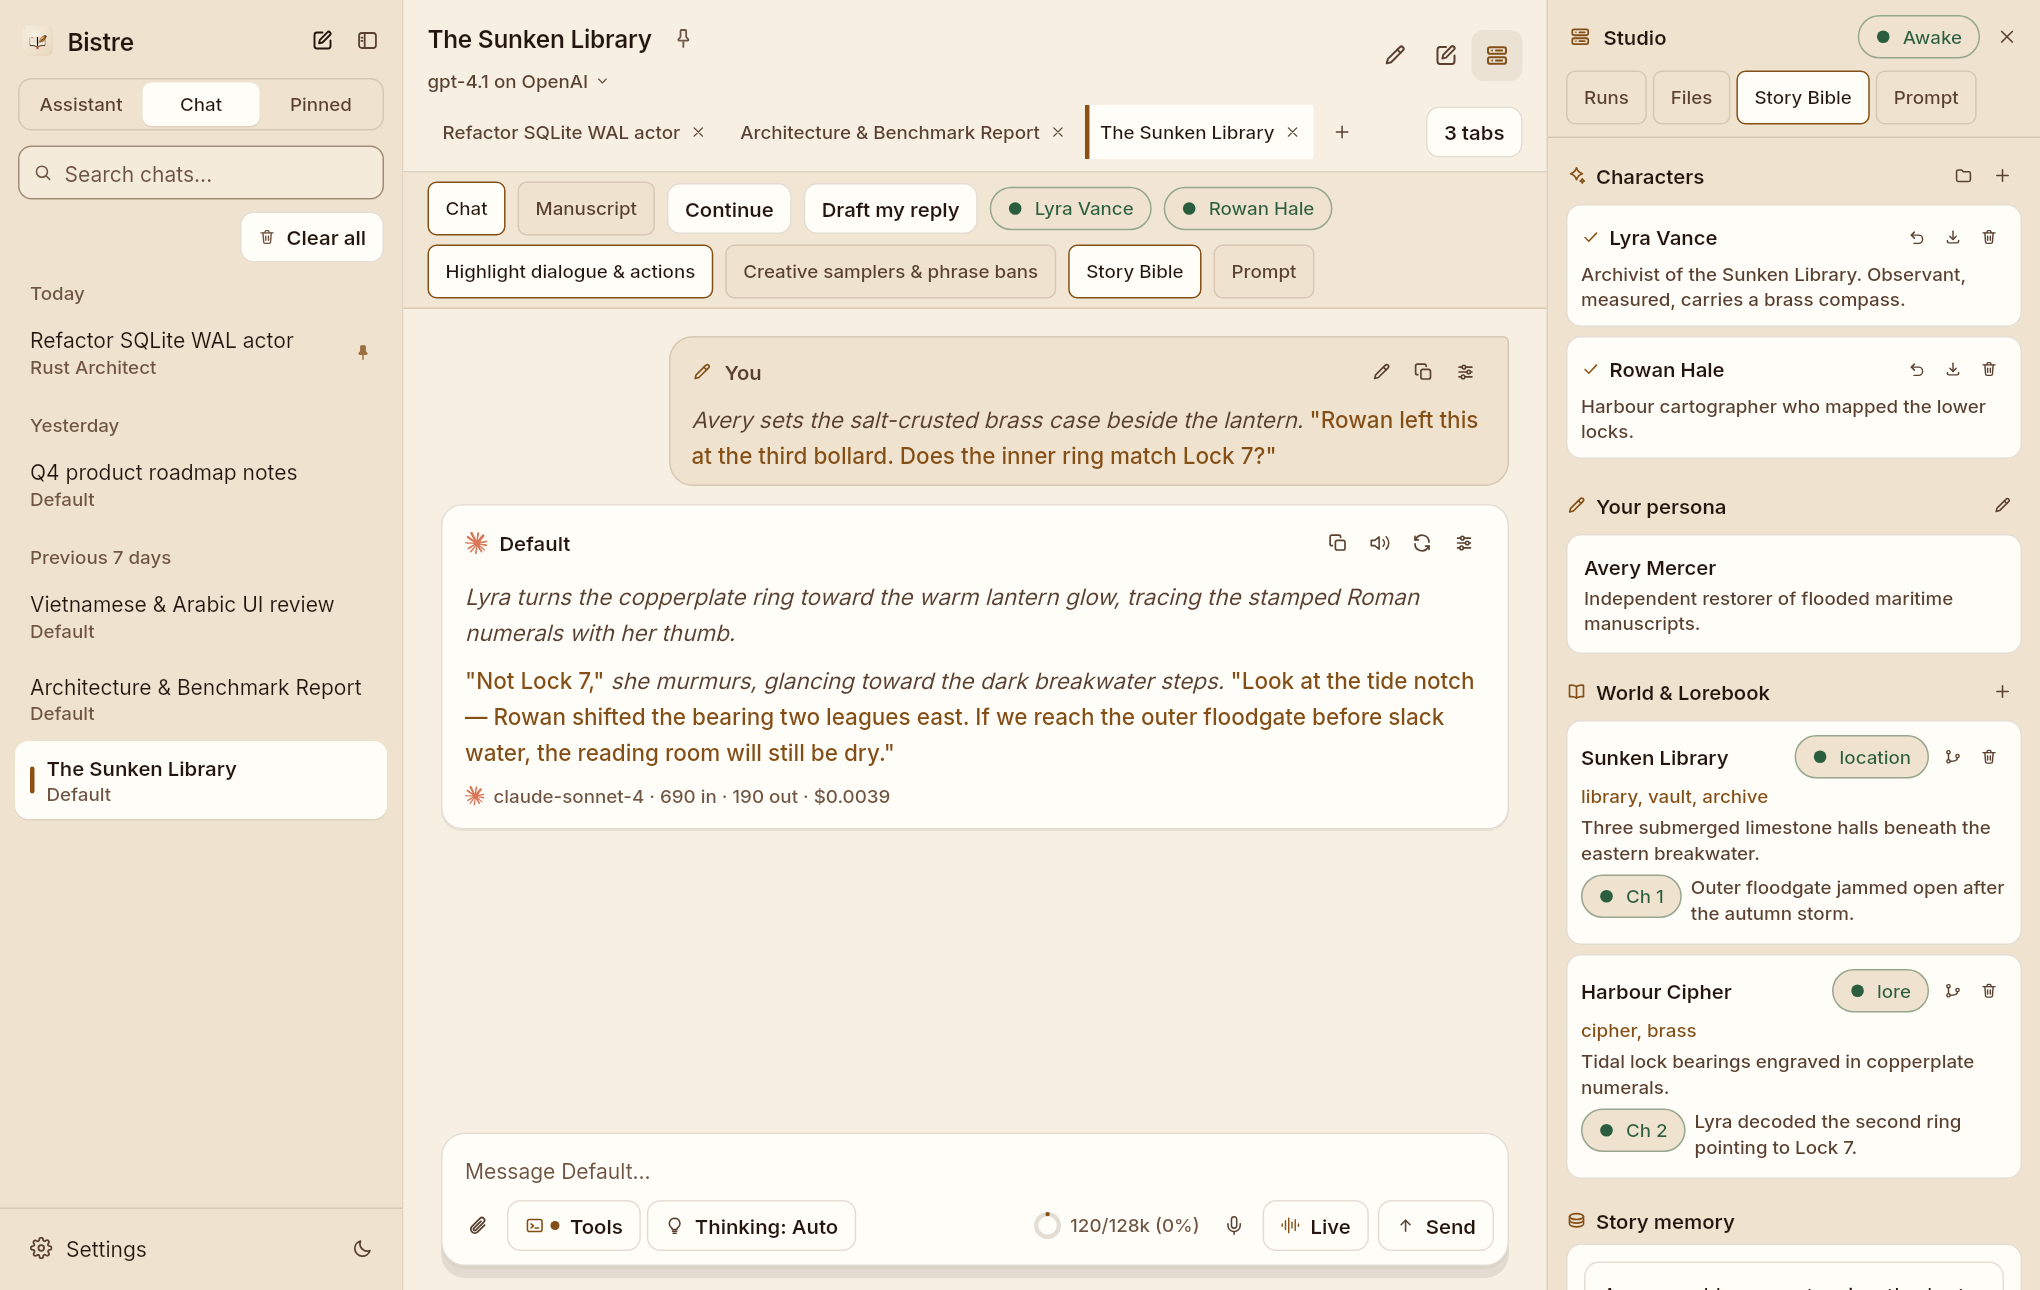 Bistre
Assistant
Chat
Pinned
Search chats...
Clear all
Today
Refactor SQLite WAL actor
Rust Architect
Yesterday
Q4 product roadmap notes
Default
Previous 7 days
Vietnamese & Arabic UI review
Default
Architecture & Benchmark Report
Default
The Sunken Library
Default
Settings
The Sunken Library
gpt-4.1 on OpenAI
Refactor SQLite WAL actor
Architecture & Benchmark Report
The Sunken Library
3 tabs
Chat
Manuscript
Continue
Draft my reply
Lyra Vance
Rowan Hale
Highlight dialogue & actions
Creative samplers & phrase bans
Story Bible
Prompt
You
Avery sets the salt-crusted brass case beside the lantern. "Rowan left this
at the third bollard. Does the inner ring match Lock 7?"
Default
Lyra turns the copperplate ring toward the warm lantern glow, tracing the stamped Roman
numerals with her thumb.
"Not Lock 7," she murmurs, glancing toward the dark breakwater steps. "Look at the tide notch
— Rowan shifted the bearing two leagues east. If we reach the outer floodgate before slack
water, the reading room will still be dry."
claude-sonnet-4 · 690 in · 190 out · $0.0039
Message Default...
Tools
Thinking: Auto
120/128k (0%)
Live
Send
Studio
Awake
Runs
Files
Story Bible
Prompt
Characters
Lyra Vance
Archivist of the Sunken Library. Observant,
measured, carries a brass compass.
Rowan Hale
Harbour cartographer who mapped the lower
locks.
Your persona
Avery Mercer
Independent restorer of flooded maritime
manuscripts.
World & Lorebook
Sunken Library
location
library, vault, archive
Three submerged limestone halls beneath the
eastern breakwater.
Ch 1
Outer floodgate jammed open after
the autumn storm.
Harbour Cipher
lore
cipher, brass
Tidal lock bearings engraved in copperplate
numerals.
Ch 2
Lyra decoded the second ring
pointing to Lock 7.
Story memory